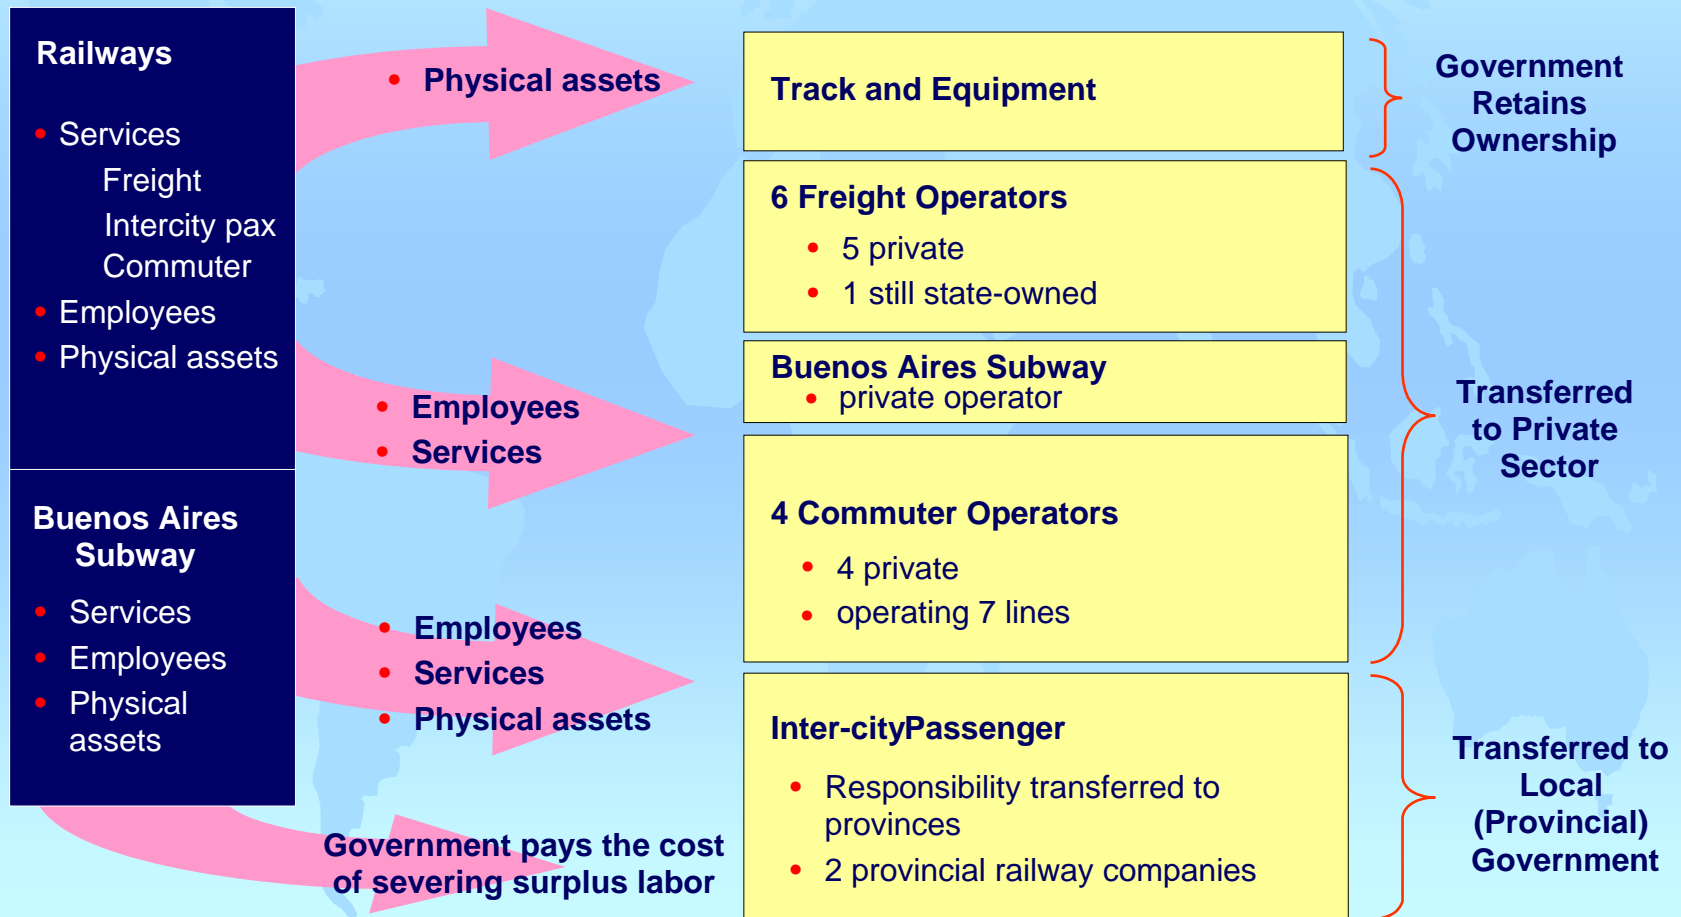 Railways
• Services
Freight
Intercity pax
Commuter
• Employees
• Physical assets
Buenos Aires
Subway
• Services
• Employees
• Physical
assets
• Physical assets
• Employees
• Services
• Employees
• Services
• Physical assets
Government pays the cost
of severing surplus labor
Track and Equipment
6 Freight Operators
• 5 private
• 1 still state-owned
Buenos Aires Subway
• private operator
4 Commuter Operators
• 4 private
• operating 7 lines
Inter-cityPassenger
• Responsibility transferred to
provinces
• 2 provincial railway companies
Government
Retains
Ownership
Transferred
to Private
Sector
Transferred to
Local
(Provincial)
Government